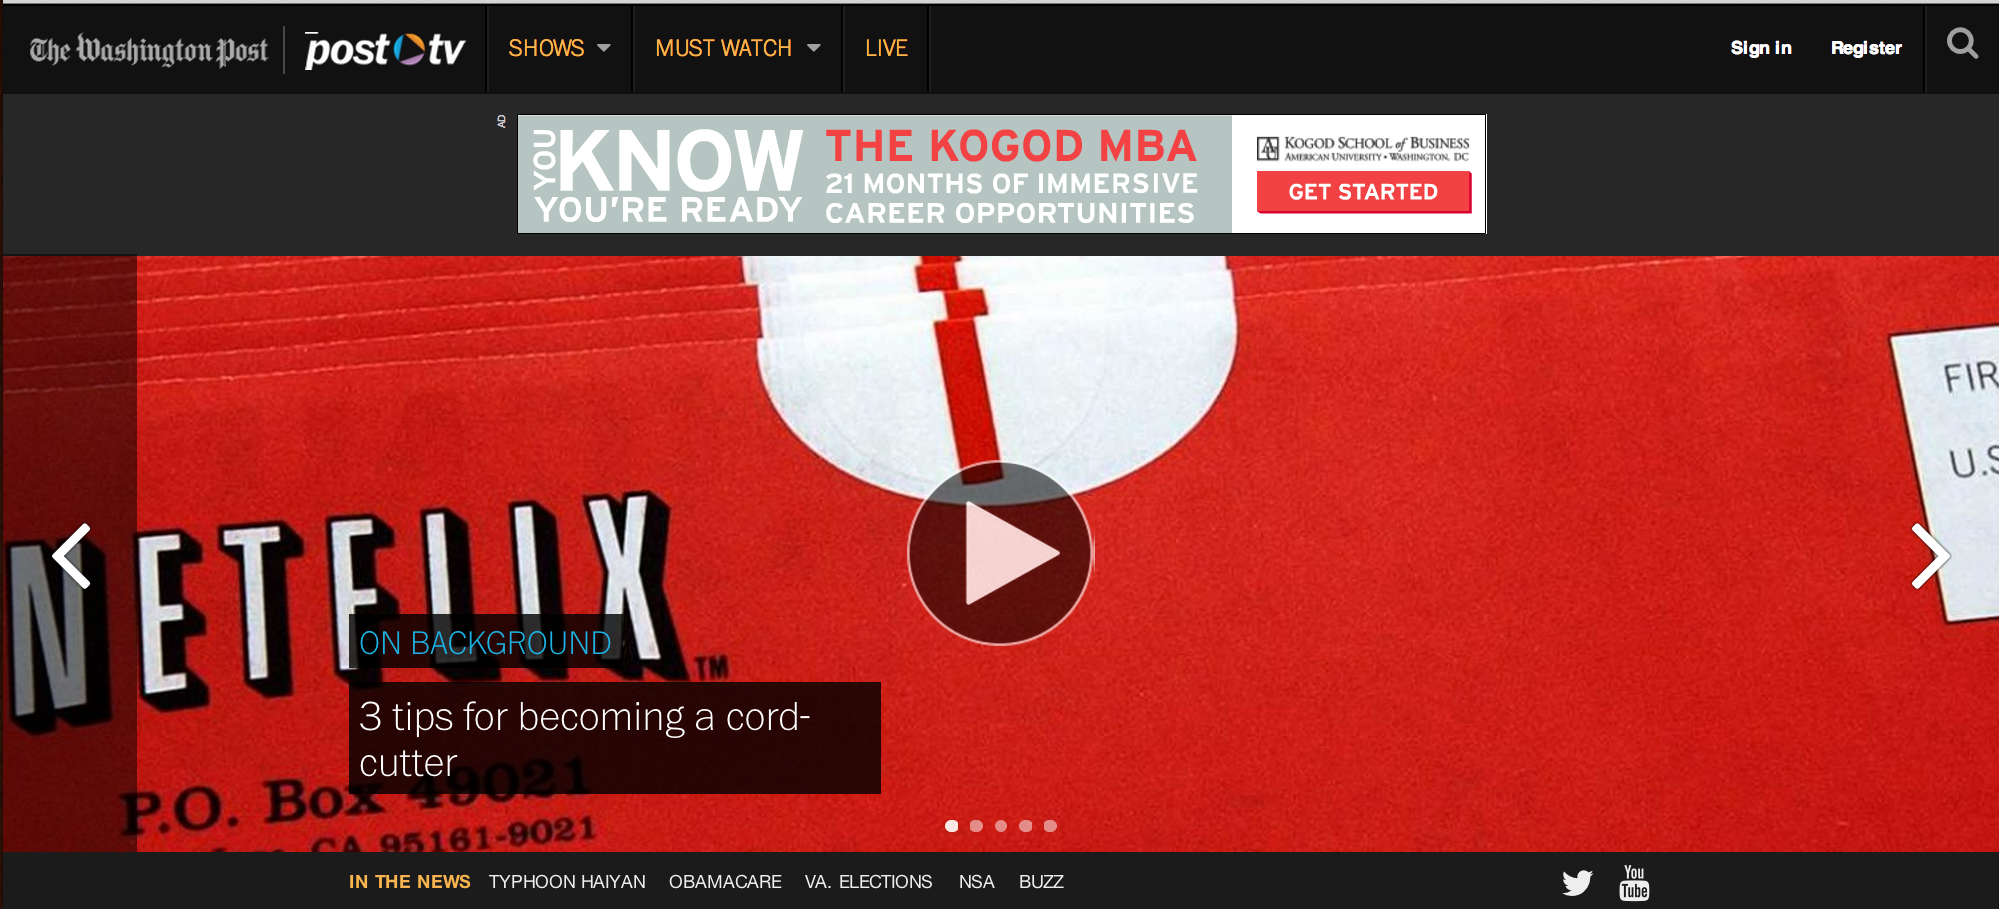 The Washington Post post tv SHOWS MUST WATCH LIVE Sign in Register
AD
YOU KNOW
YOU'RE READY
THE KOGOD MBA
21 MONTHS OF IMMERSIVE
CAREER OPPORTUNITIES
KOGOD SCHOOL of BUSINESS
AMERICAN UNIVERSITY • WASHINGTON, DC
GET STARTED
FIR
U.S
NETFLIX TM
ON BACKGROUND
3 tips for becoming a cord-
cutter
P.O. Box 49021
CA 95161-9021
IN THE NEWS TYPHOON HAIYAN OBAMACARE VA. ELECTIONS NSA BUZZ
You
Tube